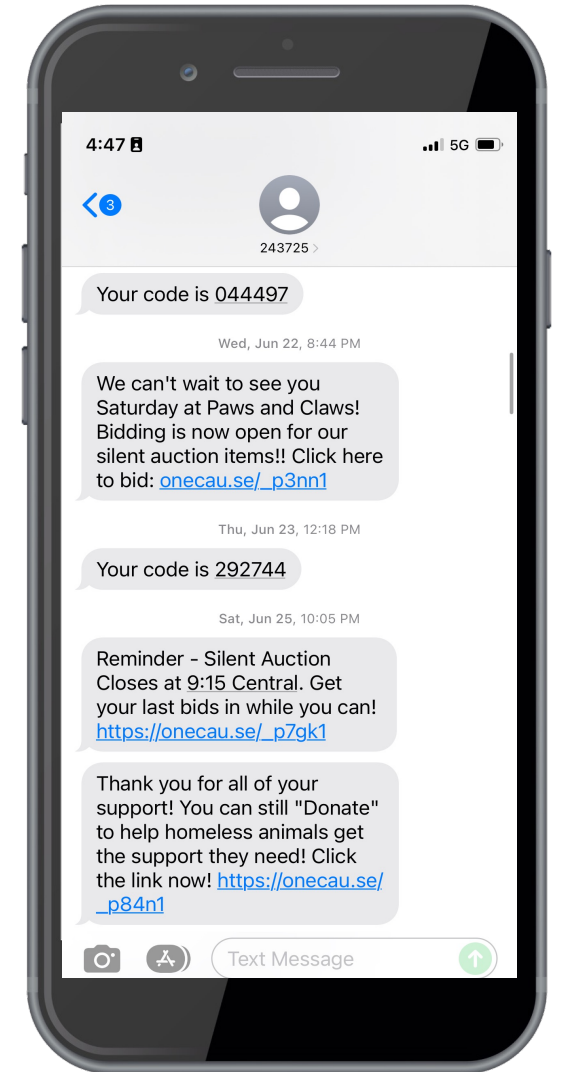 4:47
5G
3
243725
Your code is 044497
Wed, Jun 22, 8:44 PM
We can't wait to see you
Saturday at Paws and Claws!
Bidding is now open for our
silent auction items!! Click here
to bid: onecau.se/_p3nn1
Thu, Jun 23, 12:18 PM
Your code is 292744
Sat, Jun 25, 10:05 PM
Reminder - Silent Auction
Closes at 9:15 Central. Get
your last bids in while you can!
https://onecau.se/_p7gk1
Thank you for all of your
support! You can still "Donate"
to help homeless animals get
the support they need! Click
the link now! https://onecau.se/
_p84n1
Text Message